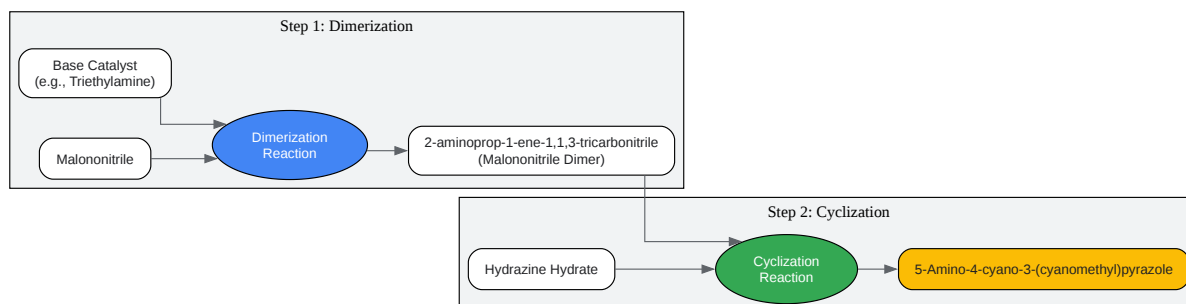 Step 1: Dimerization
Base Catalyst
(e.g., Triethylamine)
Malononitrile
Dimerization
Reaction
2-aminoprop-1-ene-1,1,3-tricarbonitrile
(Malononitrile Dimer)
Step 2: Cyclization
Hydrazine Hydrate
Cyclization
Reaction
5-Amino-4-cyano-3-(cyanomethyl)pyrazole